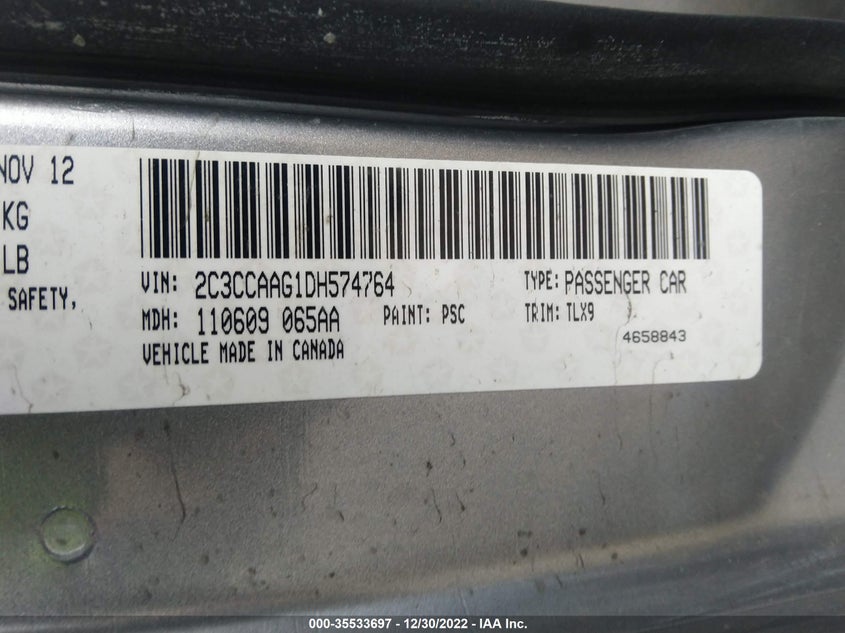 NOV 12
KG
LB
SAFETY,
VIN: 2C3CCAAG1DH574764 TYPE: PASSENGER CAR
MDH: 110609 065AA PAINT: PSC TRIM: TLX9
VEHICLE MADE IN CANADA 4658843
000-35533697 - 12/30/2022 - IAA Inc.